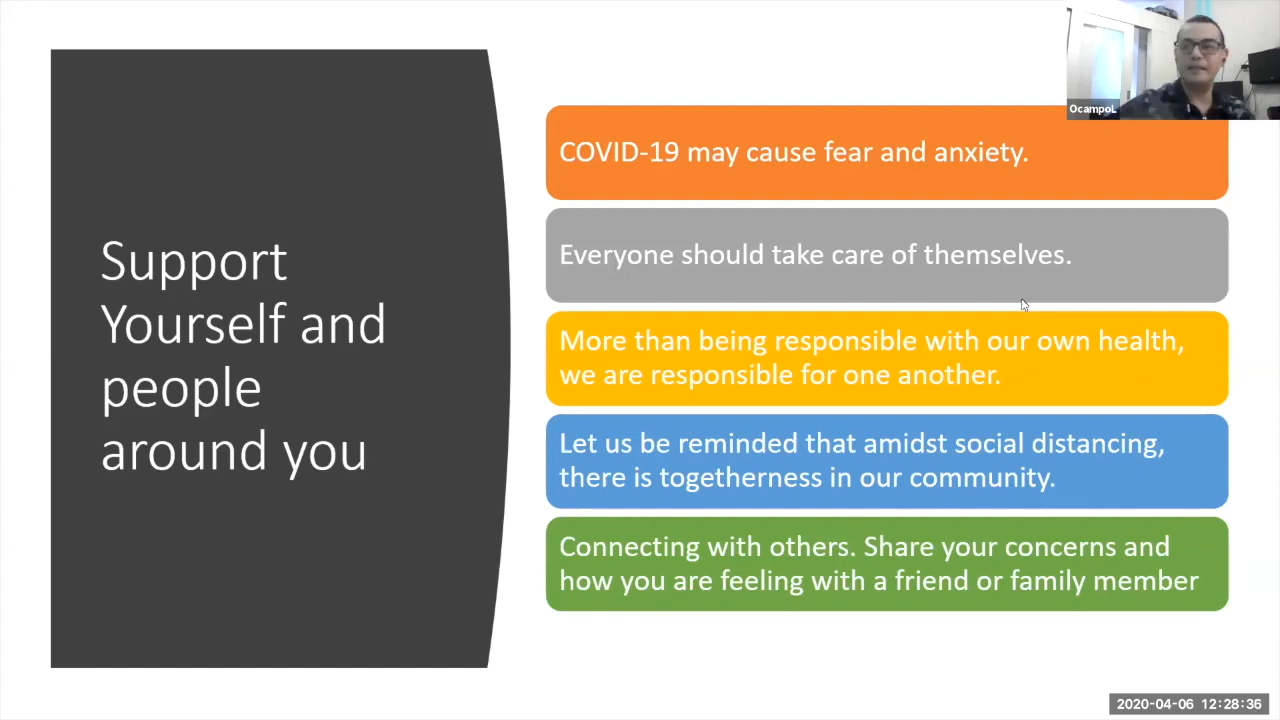 OcampoL
Support
Yourself and
people
around you
COVID-19 may cause fear and anxiety.
Everyone should take care of themselves.
More than being responsible with our own health,
we are responsible for one another.
Let us be reminded that amidst social distancing,
there is togetherness in our community.
Connecting with others. Share your concerns and
how you are feeling with a friend or family member
2020-04-06 12:28:36